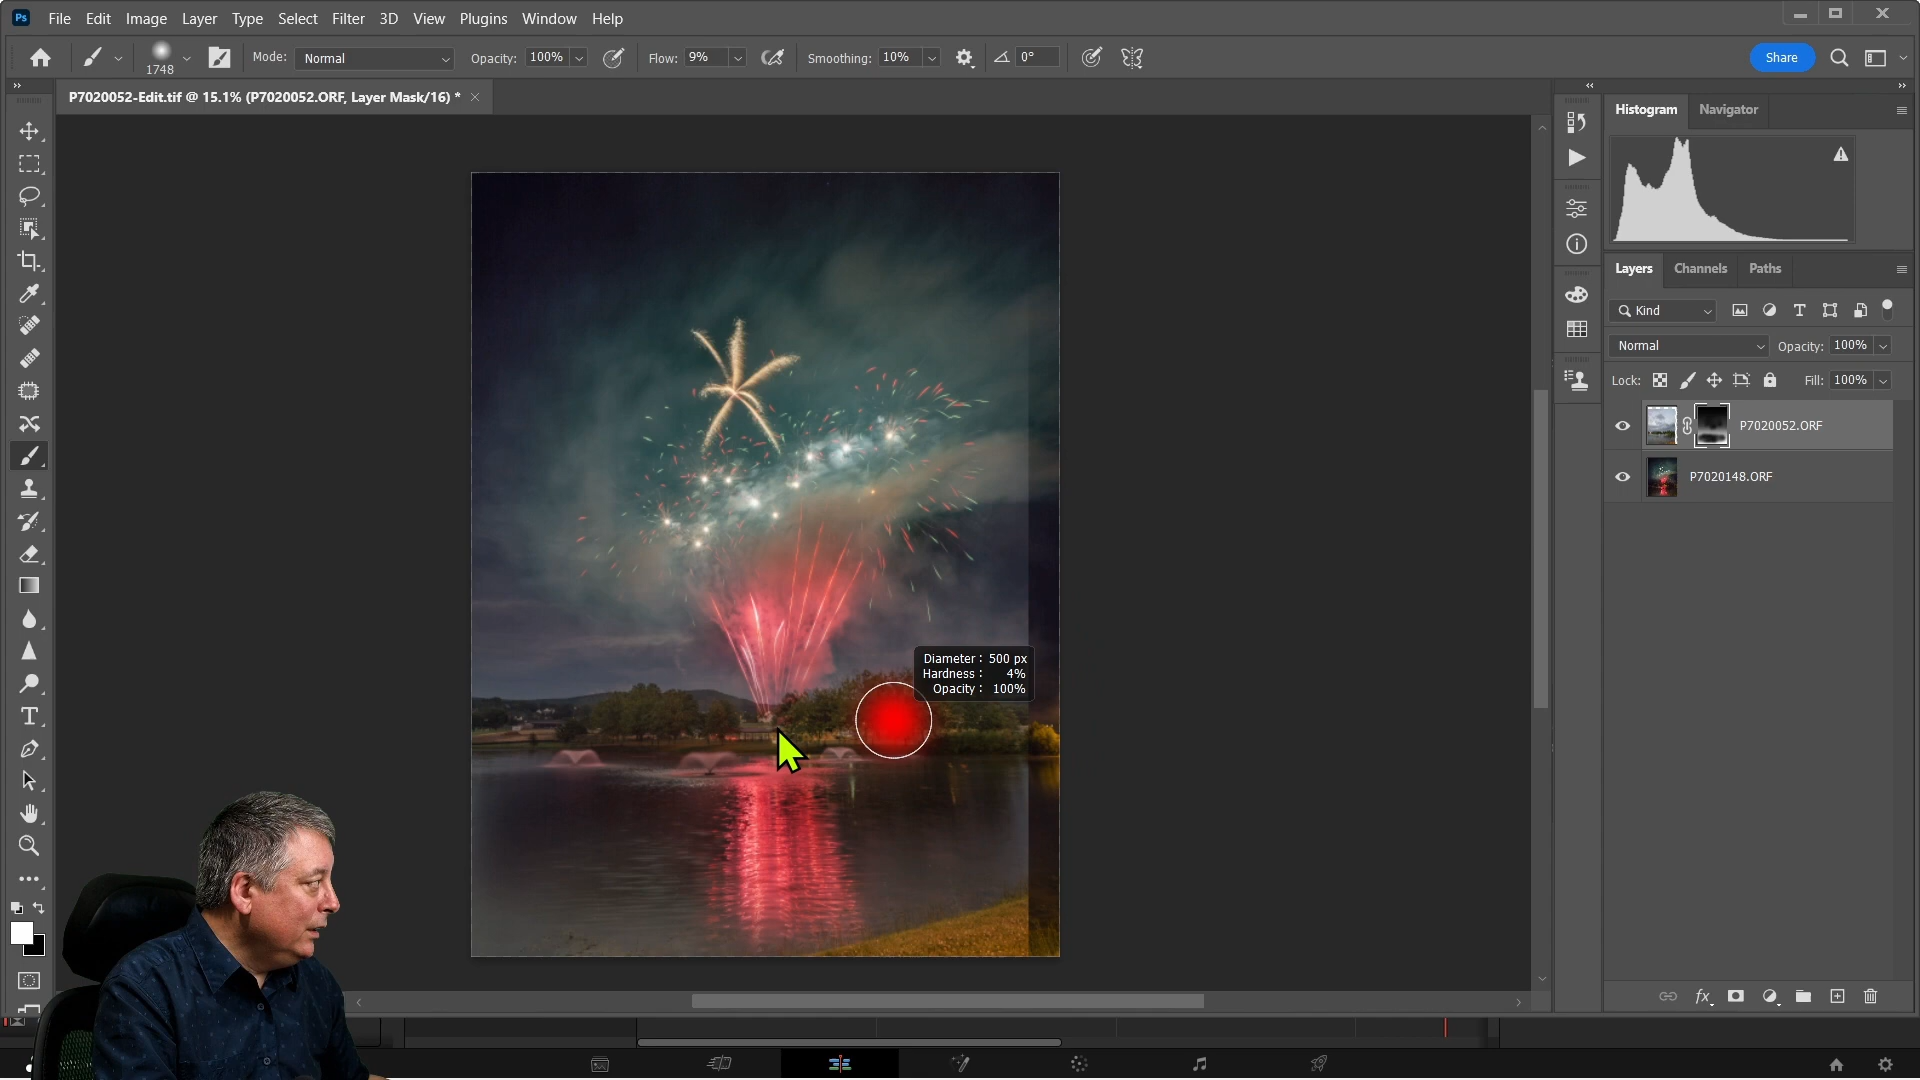 Ps File Edit Image Layer Type Select Filter 3D View Plugins Window Help
1748 Mode: Normal Opacity: 100% Flow: 9% Smoothing: 10% 0° Share
P7020052-Edit.tif @ 15.1% (P7020052.ORF, Layer Mask/16) *
Histogram Navigator
Layers Channels Paths
Kind
Normal Opacity: 100%
Lock: Fill: 100%
P7020052.ORF
P7020148.ORF
Diameter: 500 px
Hardness: 4%
Opacity: 100%
fx